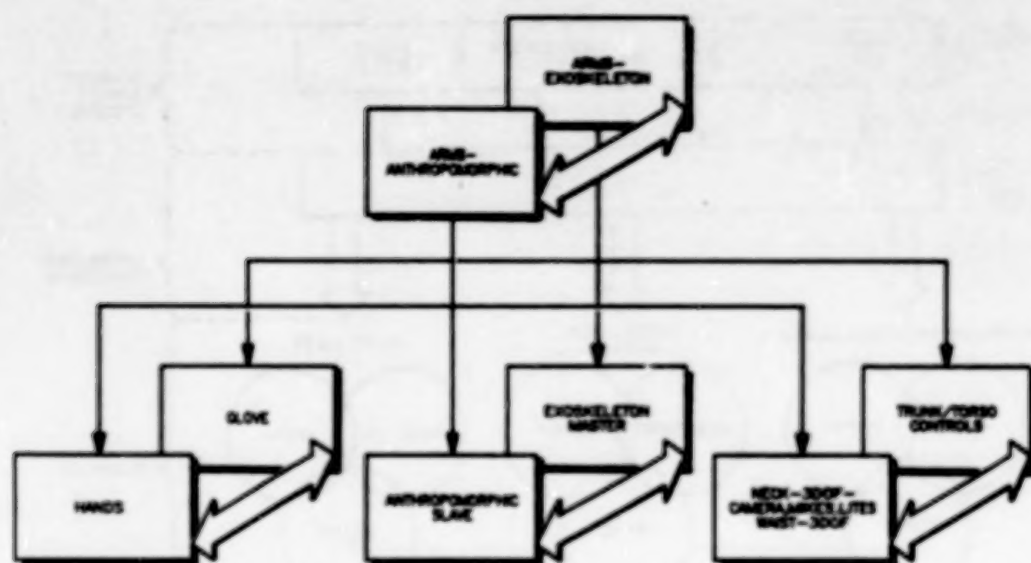 ARMS-
EXOSKELETON
ARMS-
ANTHROPOMORPHIC
GLOVE
EXOSKELETON
MASTER
TRUNK/TORSO
CONTROLS
HANDS
ANTHROPOMORPHIC
SLAVE
NECK-3DOF-
CAMERA,MIKES,LITES
WAIST-3DOF